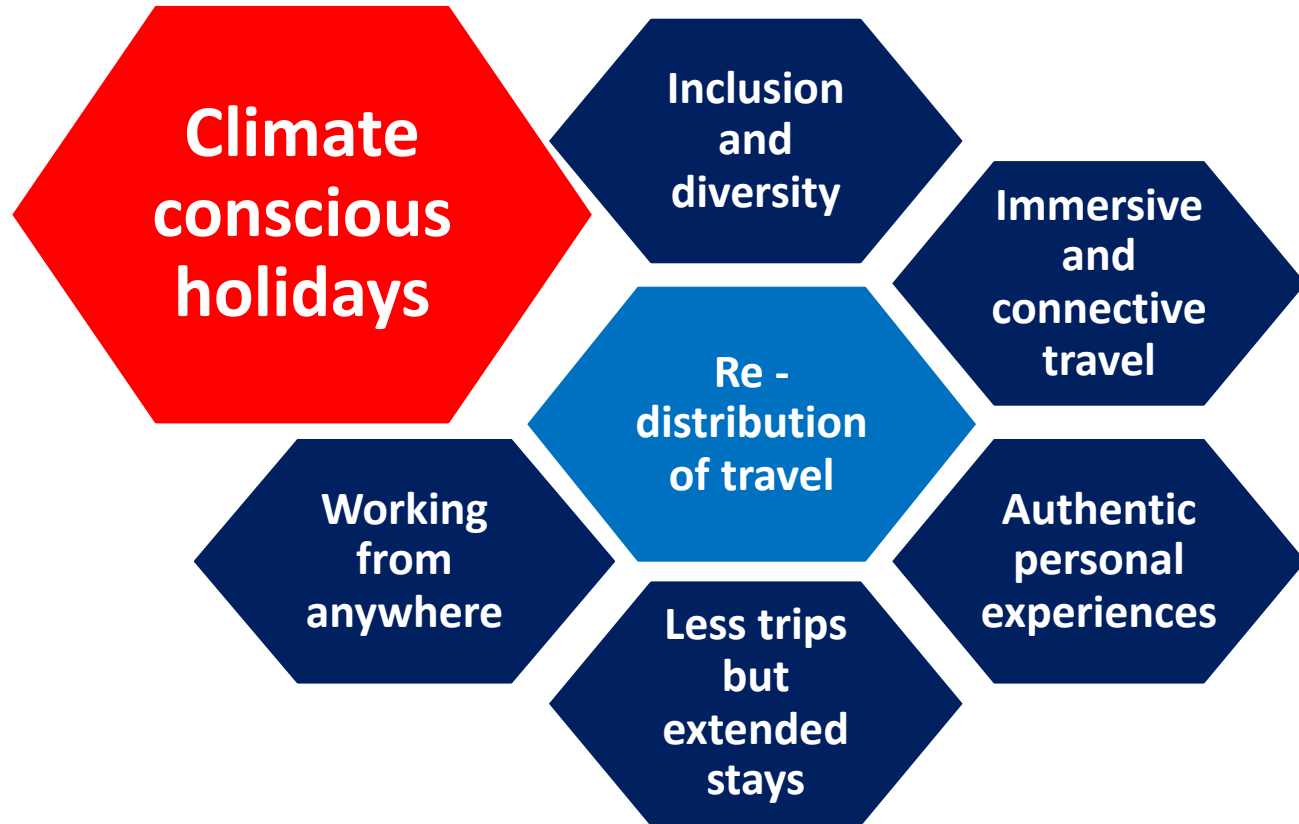 Climate
conscious
holidays
Inclusion
and
diversity
Immersive
and
connective
travel
Re -
distribution
of travel
Working
from
anywhere
Authentic
personal
experiences
Less trips
but
extended
stays